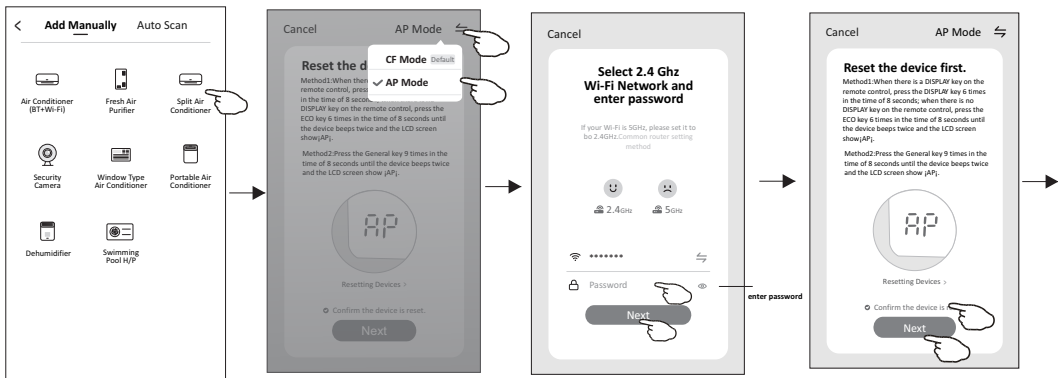 Add Manually
Auto Scan
Air Conditioner
(BT+Wi-Fi)
Fresh Air
Purifier
Split Air
Conditioner
Security
Camera
Window Type
Air Conditioner
Portable Air
Conditioner
Dehumidifier
Swimming
Pool H/P
Cancel
AP Mode
CF Mode Default
AP Mode
Reset the d
Method1:When ther
remote control, pres
in the time of 8 secon
DISPLAY key on the remote control, press the
ECO key 6 times in the time of 8 seconds until
the device beeps twice and the LCD screen
show¡AP¡.
Method2:Press the General key 9 times in the
time of 8 seconds until the device beeps twice
and the LCD screen show ¡AP¡.
AP
Resetting Devices >
Confirm the device is reset.
Next
Cancel
Select 2.4 Ghz
Wi-Fi Network and
enter password
If your Wi-Fi is 5GHz, please set it to
bo 2.4GHz.Common router setting
method
2.4GHz
5GHz
•••••••
Password
enter password
Next
Cancel
AP Mode
Reset the device first.
Method1:When there is a DISPLAY key on the
remote control, press the DISPLAY key 6 times
in the time of 8 seconds; when there is no
DISPLAY key on the remote control, press the
ECO key 6 times in the time of 8 seconds until
the device beeps twice and the LCD screen
show¡AP¡.
Method2:Press the General key 9 times in the
time of 8 seconds until the device beeps twice
and the LCD screen show ¡AP¡.
AP
Resetting Devices >
Confirm the device is r
Next